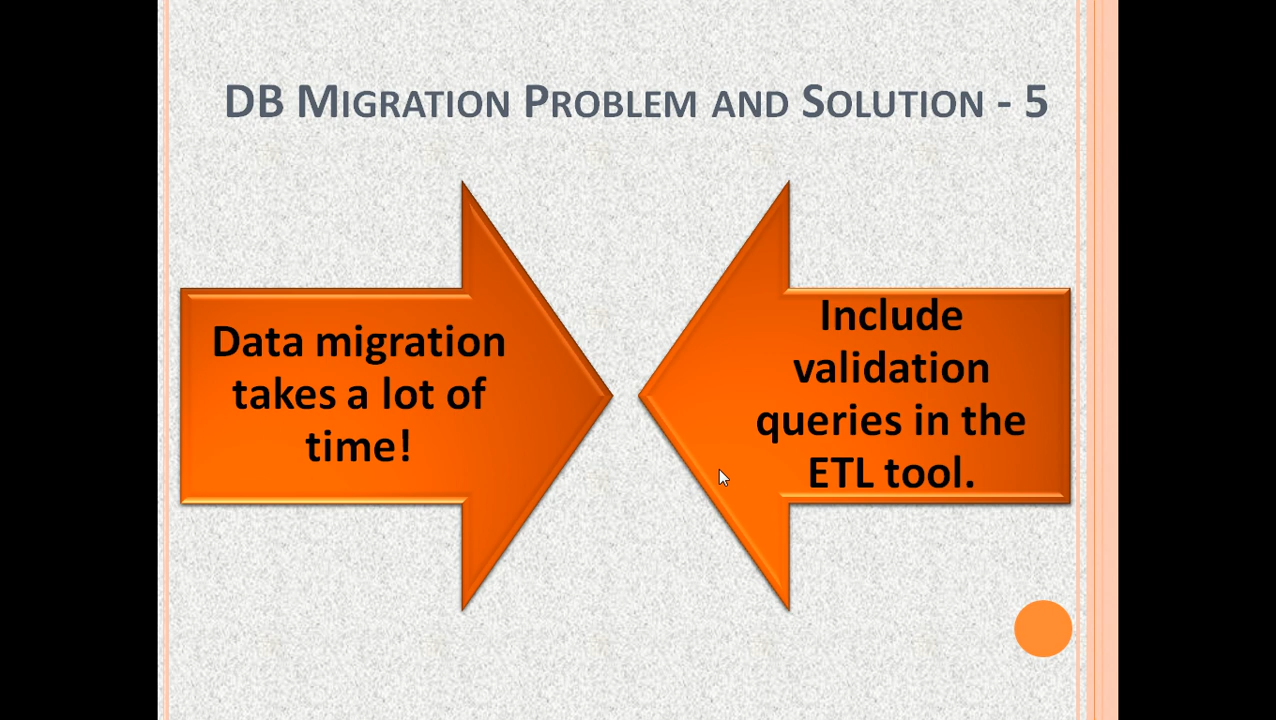 DB Migration Problem and Solution - 5
Data migration
takes a lot of
time!
Include
validation
queries in the
ETL tool.